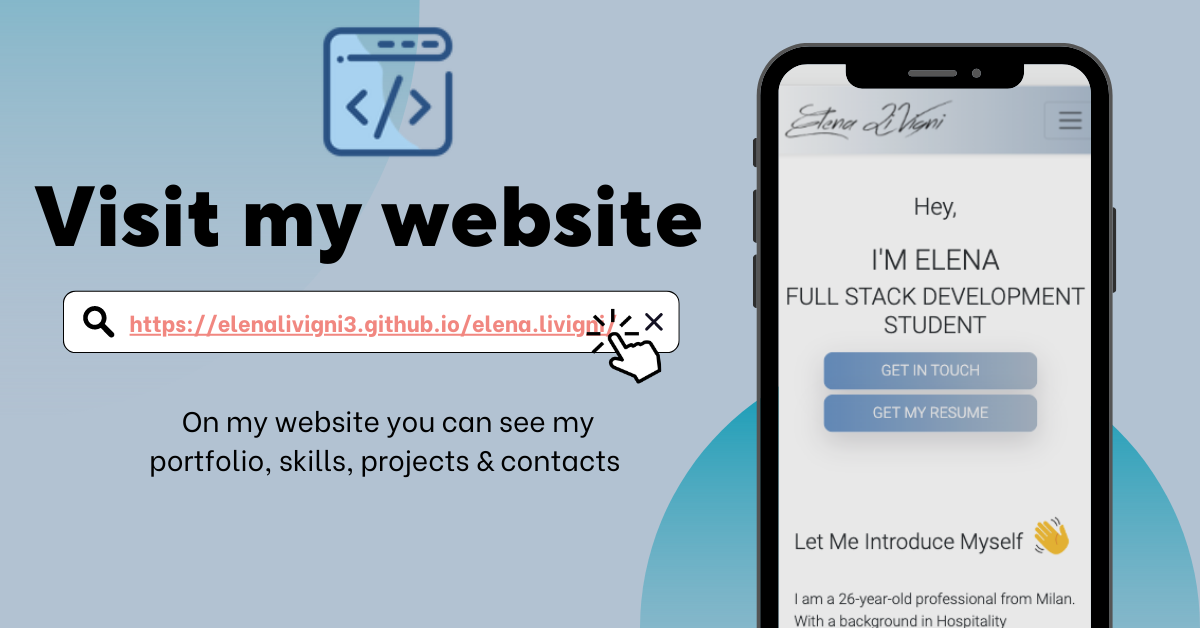 Visit my website
https://elenalivigni3.github.io/elena.livigni/
On my website you can see my
portfolio, skills, projects & contacts
Elena Li Vigni
Hey,
I'M ELENA
FULL STACK DEVELOPMENT
STUDENT
GET IN TOUCH
GET MY RESUME
Let Me Introduce Myself 👋
I am a 26-year-old professional from Milan.
With a background in Hospitality